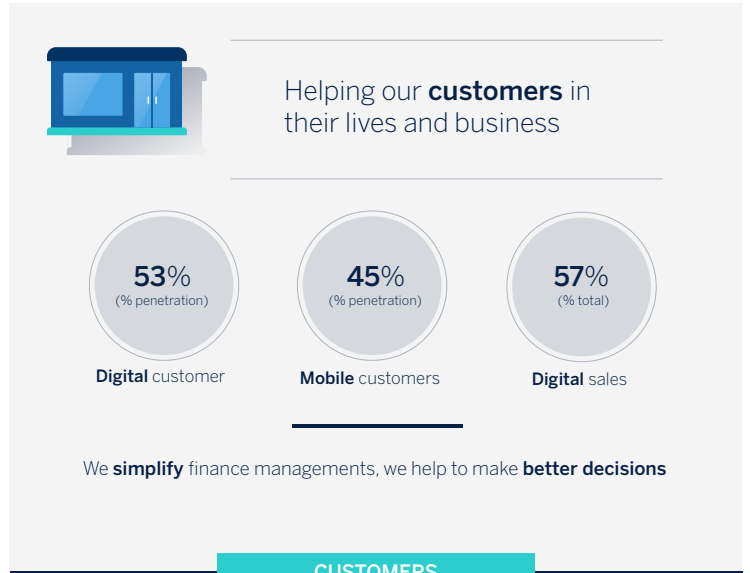 Helping our customers in
their lives and business
53%
(% penetration)
45%
(% penetration)
57%
(% total)
Digital customer
Mobile customers
Digital sales
We simplify finance managements, we help to make better decisions
CUSTOMERS